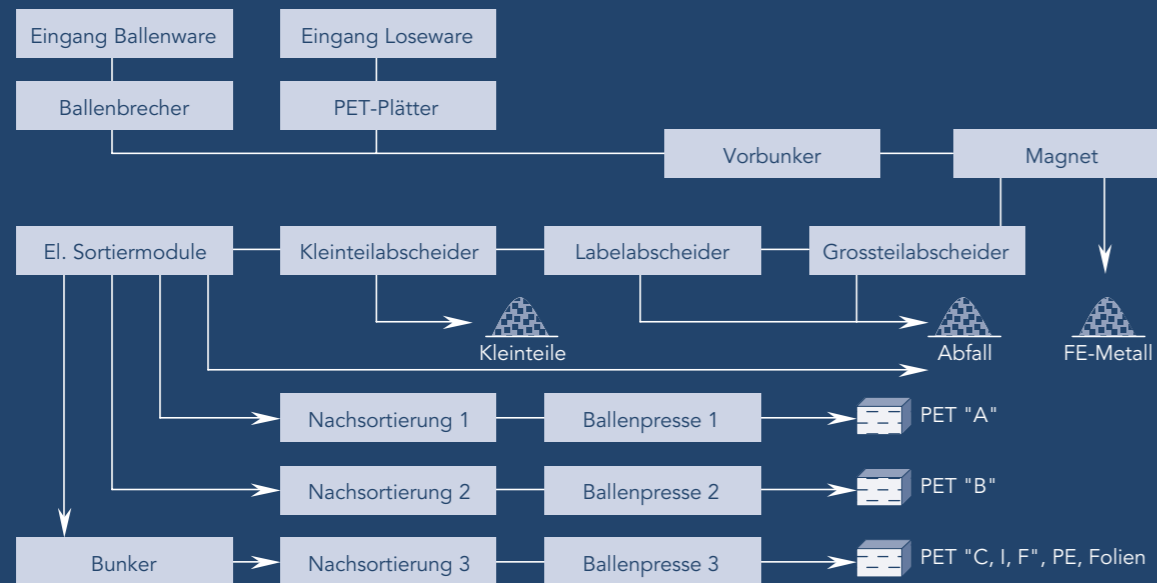 Eingang Ballenware
Eingang Loseware
Ballenbrecher
PET-Plätter
Vorbunker
Magnet
El. Sortiermodule
Kleinteilabscheider
Labelabscheider
Grossteilabscheider
Kleinteile
Abfall
FE-Metall
Nachsortierung 1
Ballenpresse 1
PET "A"
Nachsortierung 2
Ballenpresse 2
PET "B"
Bunker
Nachsortierung 3
Ballenpresse 3
PET "C, I, F", PE, Folien